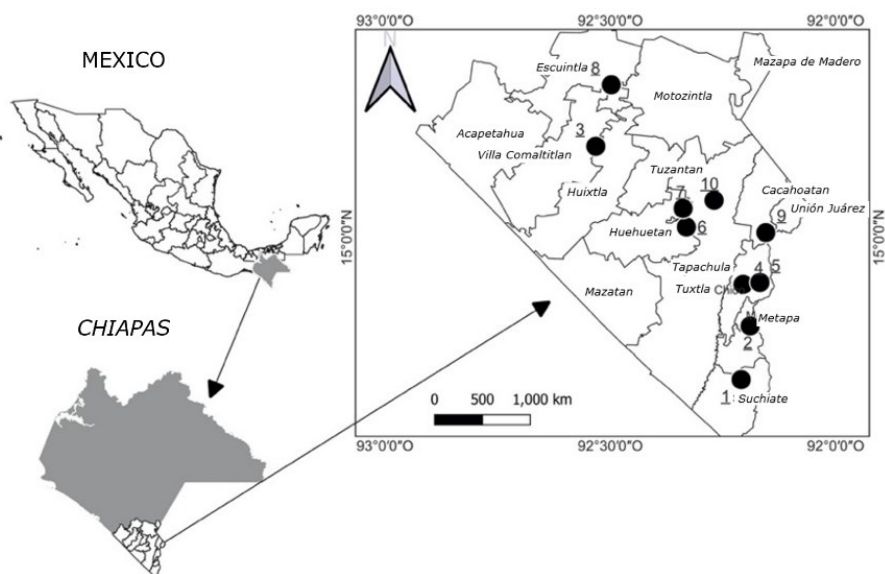 MEXICO
CHIAPAS
93°0'0"O 92°30'0"O 92°0'0"O
N
15°0'0"N
15°0'0"N
Escuintla 8
Mazapa de Madero
Motozintla
Acapetahua
3
Villa Comaltitlan
Tuzantan
Huixtla
7 10
Cacahoatan
Unión Juárez
9
Huehuetan 6
Tapachula 4 5
Mazatan
Tuxtla
Metapa
2
1 Suchiate
0 500 1,000 km
93°0'0"O 92°30'0"O 92°0'0"O